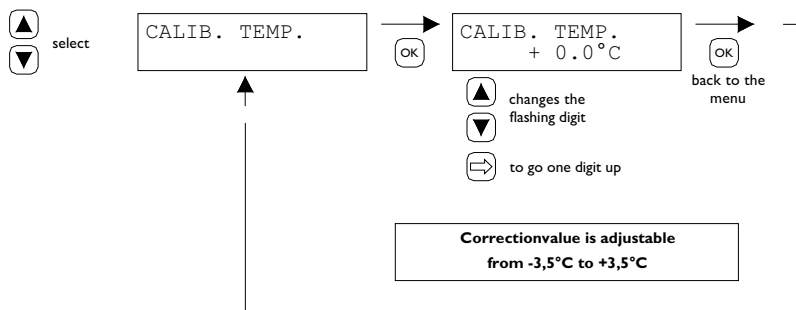 select
CALIB. TEMP.
OK
CALIB. TEMP.
+ 0.0°C
OK
back to the
menu
changes the
flashing digit
to go one digit up
Correctionvalue is adjustable
from -3,5°C to +3,5°C